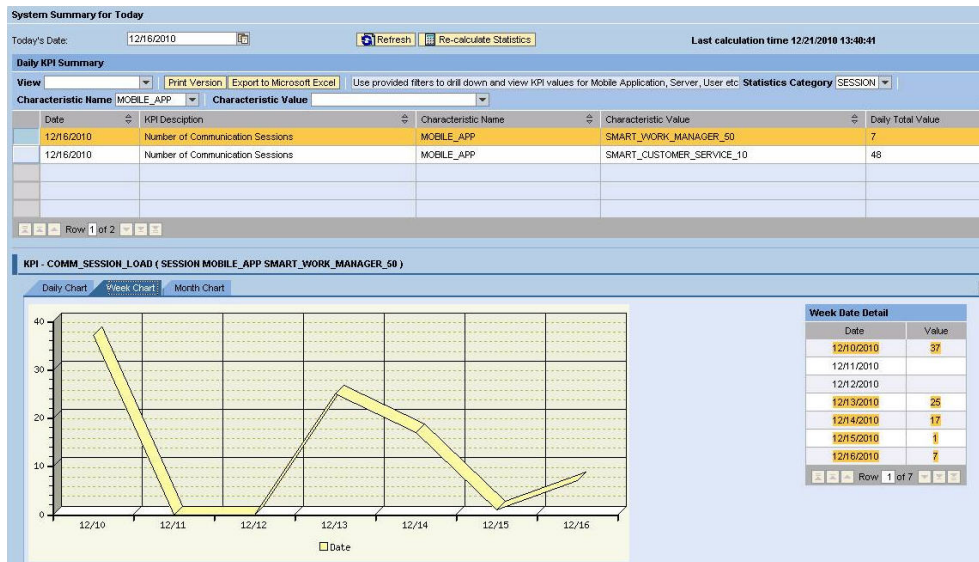 System Summary for Today
Today's Date: 12/16/2010 Refresh Re-calculate Statistics Last calculation time 12/21/2010 13:40:41
Daily KPI Summary
View Print Version Export to Microsoft Excel Use provided filters to drill down and view KPI values for Mobile Application, Server, User etc Statistics Category SESSION
Characteristic Name MOBILE_APP Characteristic Value
Date KPI Desciption Characteristic Name Characteristic Value Daily Total Value
12/16/2010 Number of Communication Sessions MOBILE_APP SMART_WORK_MANAGER_50 7
12/16/2010 Number of Communication Sessions MOBILE_APP SMART_CUSTOMER_SERVICE_10 48
Row 1 of 2
KPI - COMM_SESSION_LOAD ( SESSION MOBILE_APP SMART_WORK_MANAGER_50 )
Daily Chart Week Chart Month Chart
40
30
20
10
0
12/10 12/11 12/12 12/13 12/14 12/15 12/16
Date
Week Date Detail
Date Value
12/10/2010 37
12/11/2010
12/12/2010
12/13/2010 25
12/14/2010 17
12/15/2010 1
12/16/2010 7
Row 1 of 7